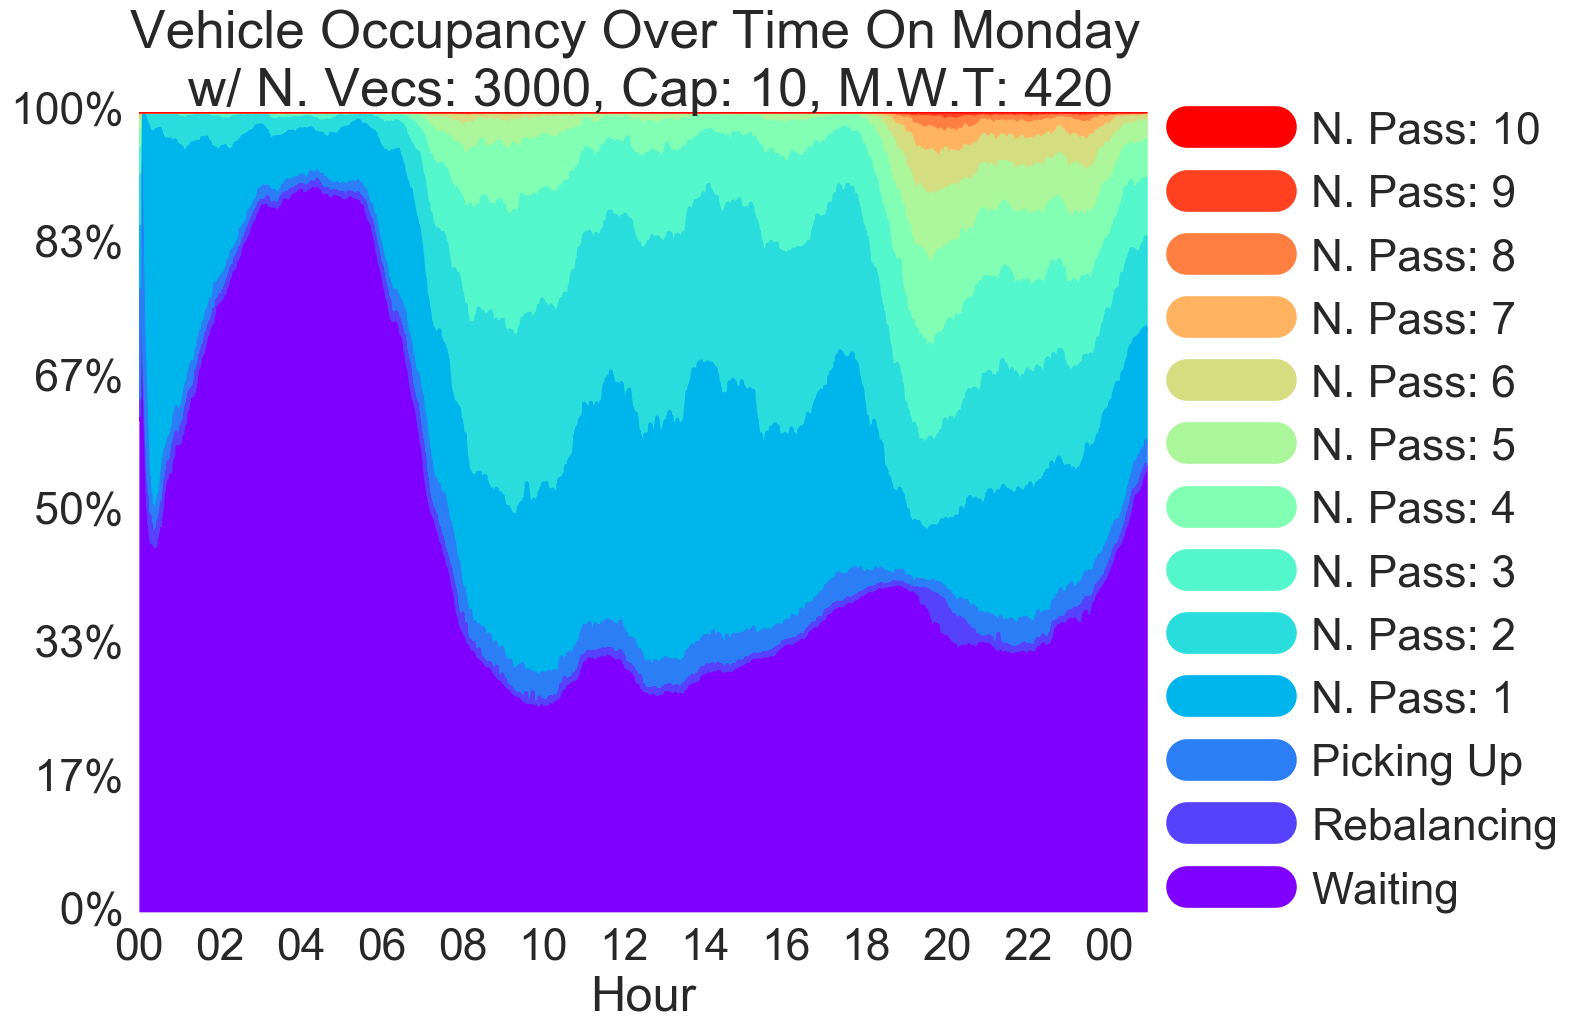 Vehicle Occupancy Over Time On Monday
w/ N. Vecs: 3000, Cap: 10, M.W.T: 420
100%
83%
67%
50%
33%
17%
0%
00 02 04 06 08 10 12 14 16 18 20 22 00
Hour
N. Pass: 10
N. Pass: 9
N. Pass: 8
N. Pass: 7
N. Pass: 6
N. Pass: 5
N. Pass: 4
N. Pass: 3
N. Pass: 2
N. Pass: 1
Picking Up
Rebalancing
Waiting